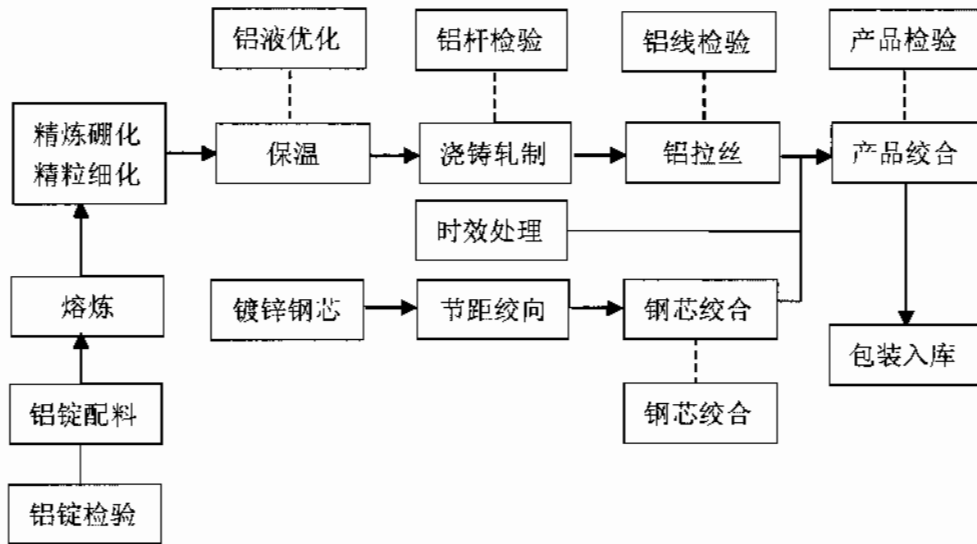 铝液优化
铝杆检验
铝线检验
产品检验
精炼硼化
精粒细化
保温
浇铸轧制
铝拉丝
产品绞合
时效处理
熔炼
镀锌钢芯
节距绞向
钢芯绞合
包装入库
铝锭配料
钢芯绞合
铝锭检验